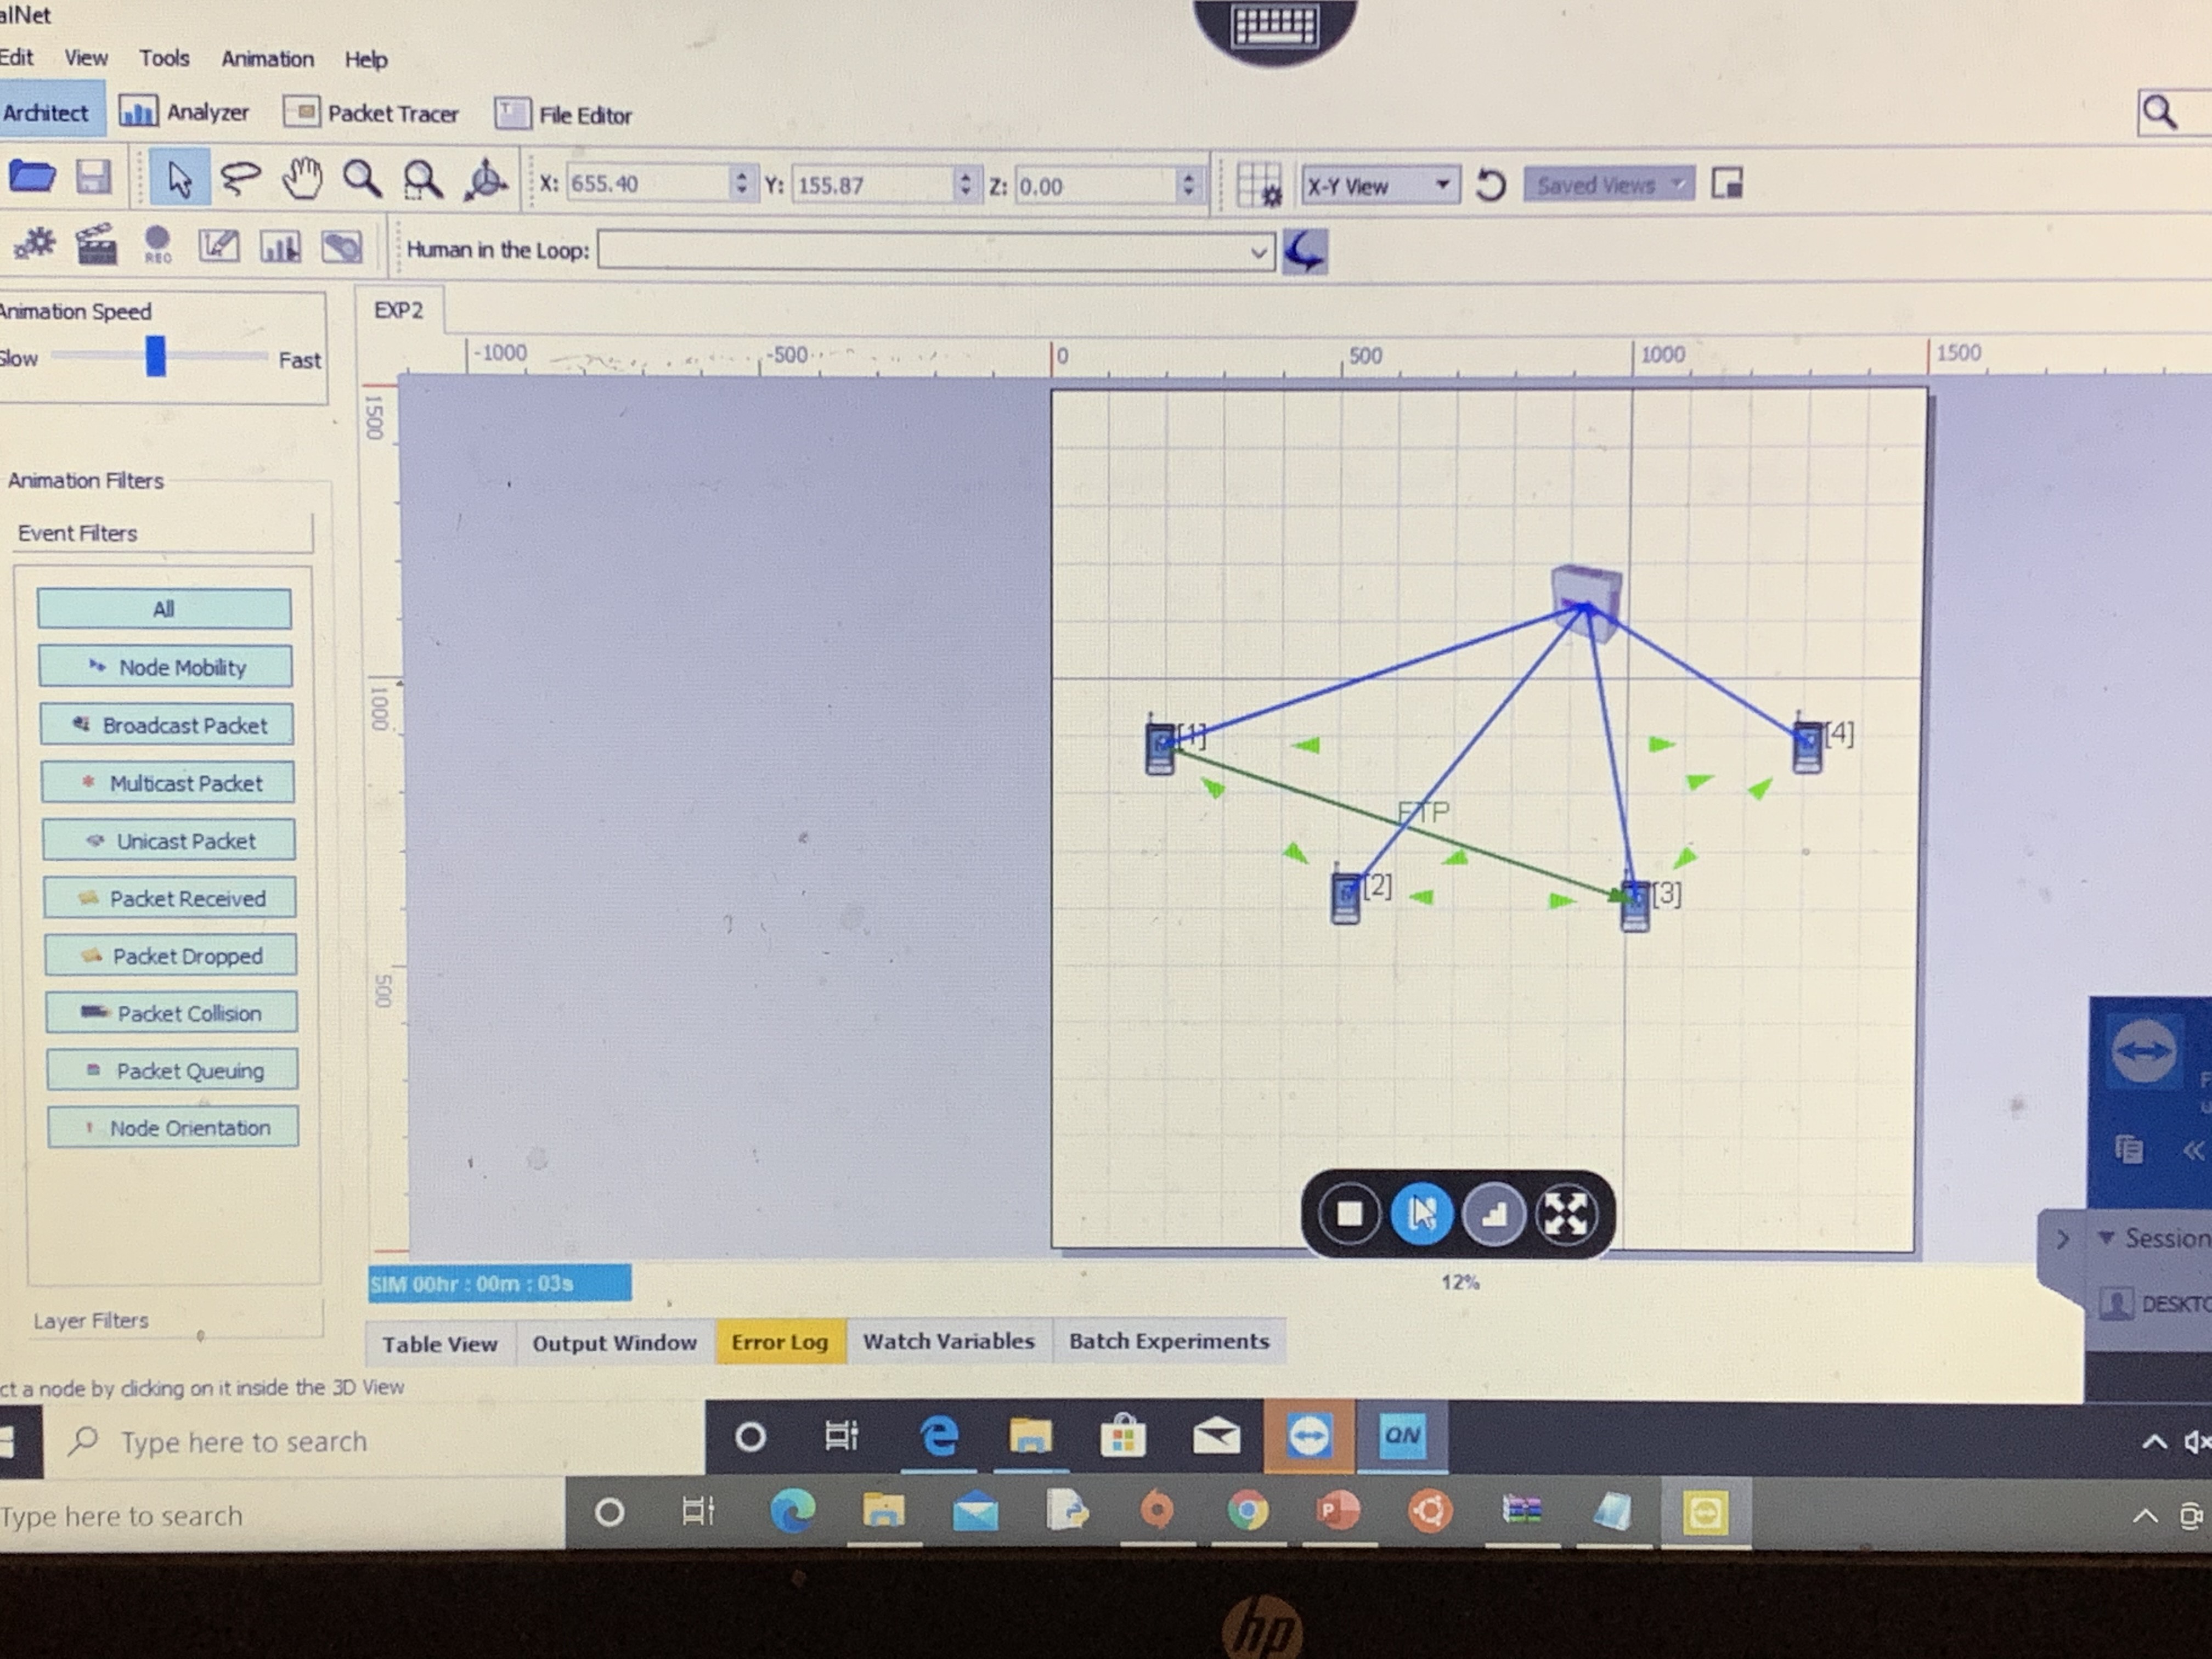 alNet
Edit View Tools Animation Help
Architect Analyzer Packet Tracer File Editor
X: 655.40 Y: 155.87 Z: 0.00 X-Y View Saved Views
REC Human in the Loop:
Animation Speed
Slow Fast
EXP2
-1000 -500 0 500 1000 1500
1500
1000
500
Animation Filters
Event Filters
All
Node Mobility
Broadcast Packet
Multicast Packet
Unicast Packet
Packet Received
Packet Dropped
Packet Collision
Packet Queuing
Node Orientation
Layer Filters
[1]
[4]
FTP
[2]
[3]
SIM 00hr : 00m : 03s
12%
Session
DESKTO
Table View Output Window Error Log Watch Variables Batch Experiments
ct a node by clicking on it inside the 3D View
Type here to search
QN
Type here to search
P
hp